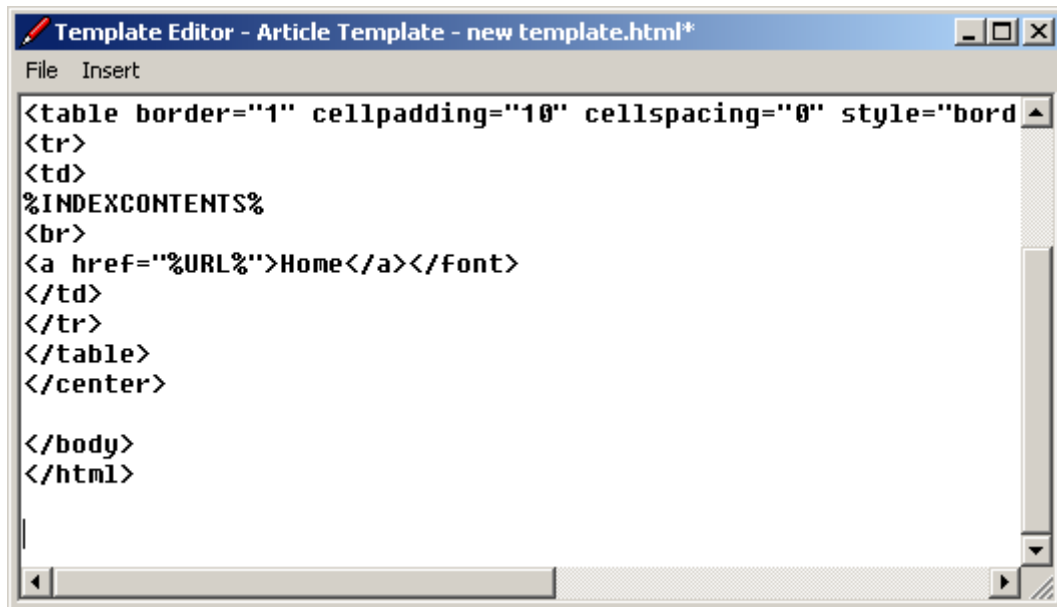 Template Editor - Article Template - new template.html*
File Insert
<table border="1" cellpadding="10" cellspacing="0" style="bord
<tr>
<td>
%INDEXCONTENTS%
<br>
<a href="%URL%">Home</a></font>
</td>
</tr>
</table>
</center>
</body>
</html>